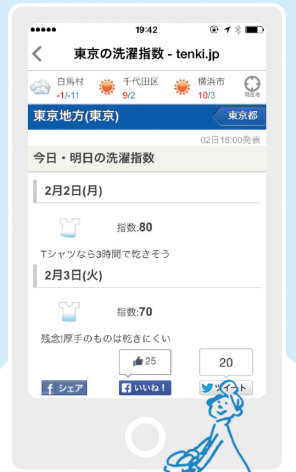 19:42
東京の洗濯指数 - tenki.jp
白馬村 千代田区 横浜市
-1/-11 9/2 10/3 現在地
東京地方(東京) 東京都
02日18:00発表
今日・明日の洗濯指数
2月2日(月)
指数:80
Tシャツなら3時間で乾きそう
2月3日(火)
指数:70
残念!厚手のものは乾きにくい
25 20
f シェア f いいね! ツイート